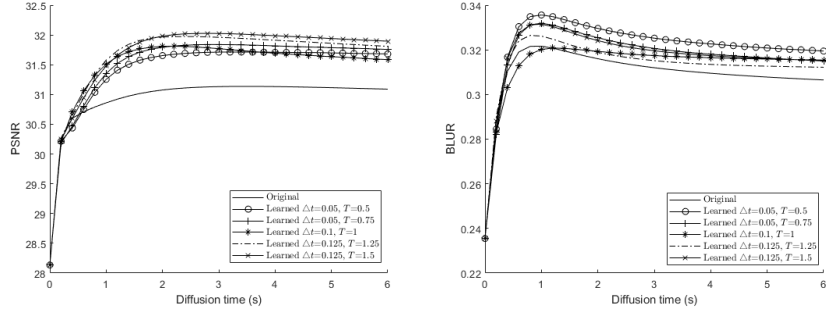 32.5
32
31.5
31
30.5
30
29.5
29
28.5
28
PSNR
0 1 2 3 4 5 6
Diffusion time (s)
Original
Learned △t=0.05, T=0.5
Learned △t=0.05, T=0.75
Learned △t=0.1, T=1
Learned △t=0.125, T=1.25
Learned △t=0.125, T=1.5
0.34
0.32
0.3
0.28
0.26
0.24
0.22
BLUR
0 1 2 3 4 5 6
Diffusion time (s)
Original
Learned △t=0.05, T=0.5
Learned △t=0.05, T=0.75
Learned △t=0.1, T=1
Learned △t=0.125, T=1.25
Learned △t=0.125, T=1.5